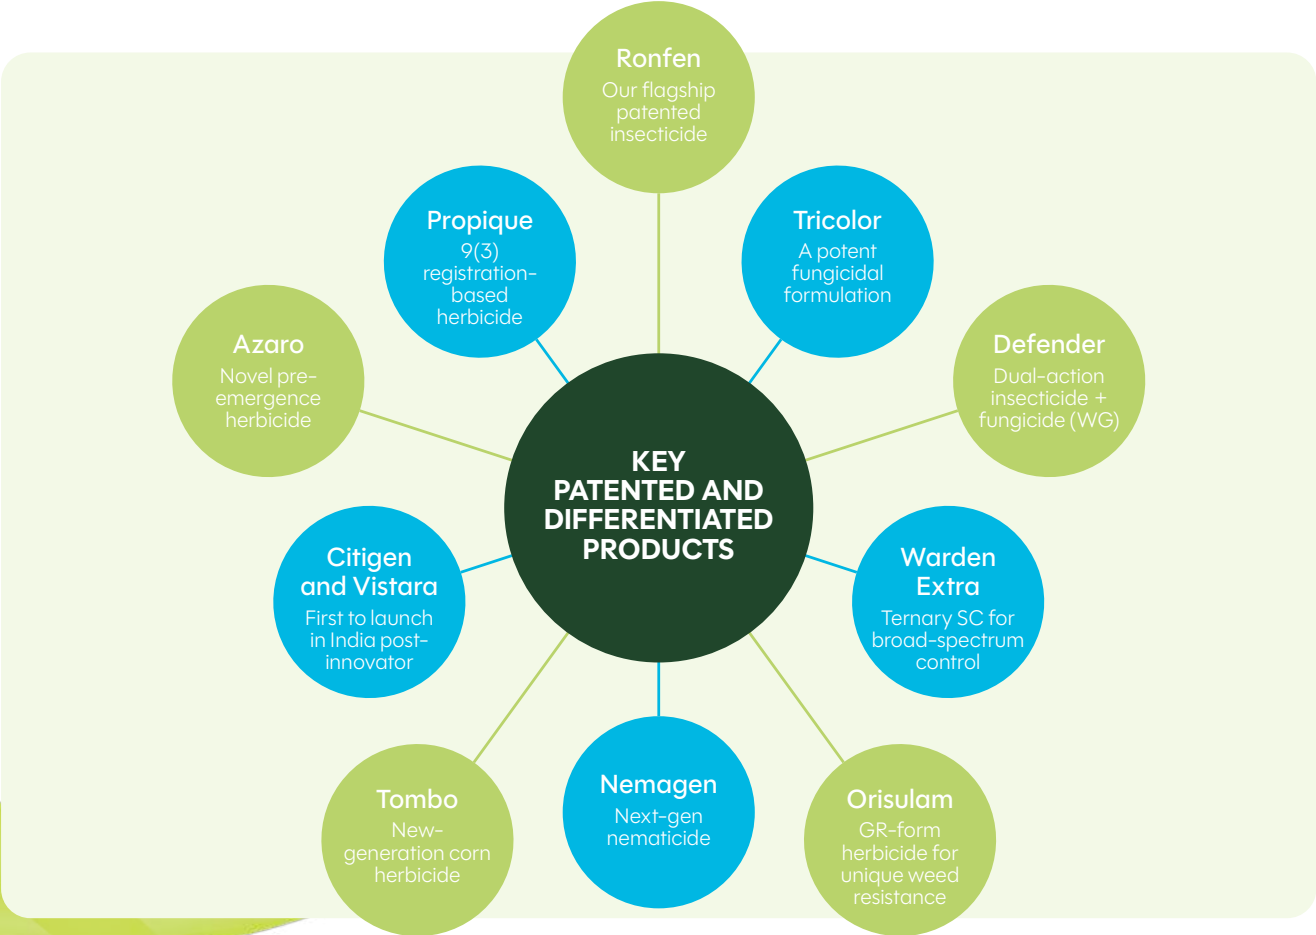 Ronfen
Our flagship
patented
insecticide
Propique
9(3)
registration-
based
herbicide
Tricolor
A potent
fungicidal
formulation
Azaro
Novel pre-
emergence
herbicide
Defender
Dual-action
insecticide +
fungicide (WG)
KEY
PATENTED AND
DIFFERENTIATED
PRODUCTS
Citigen
and Vistara
First to launch
in India post-
innovator
Warden
Extra
Ternary SC for
broad-spectrum
control
Tombo
New-
generation corn
herbicide
Nemagen
Next-gen
nematicide
Orisulam
GR-form
herbicide for
unique weed
resistance